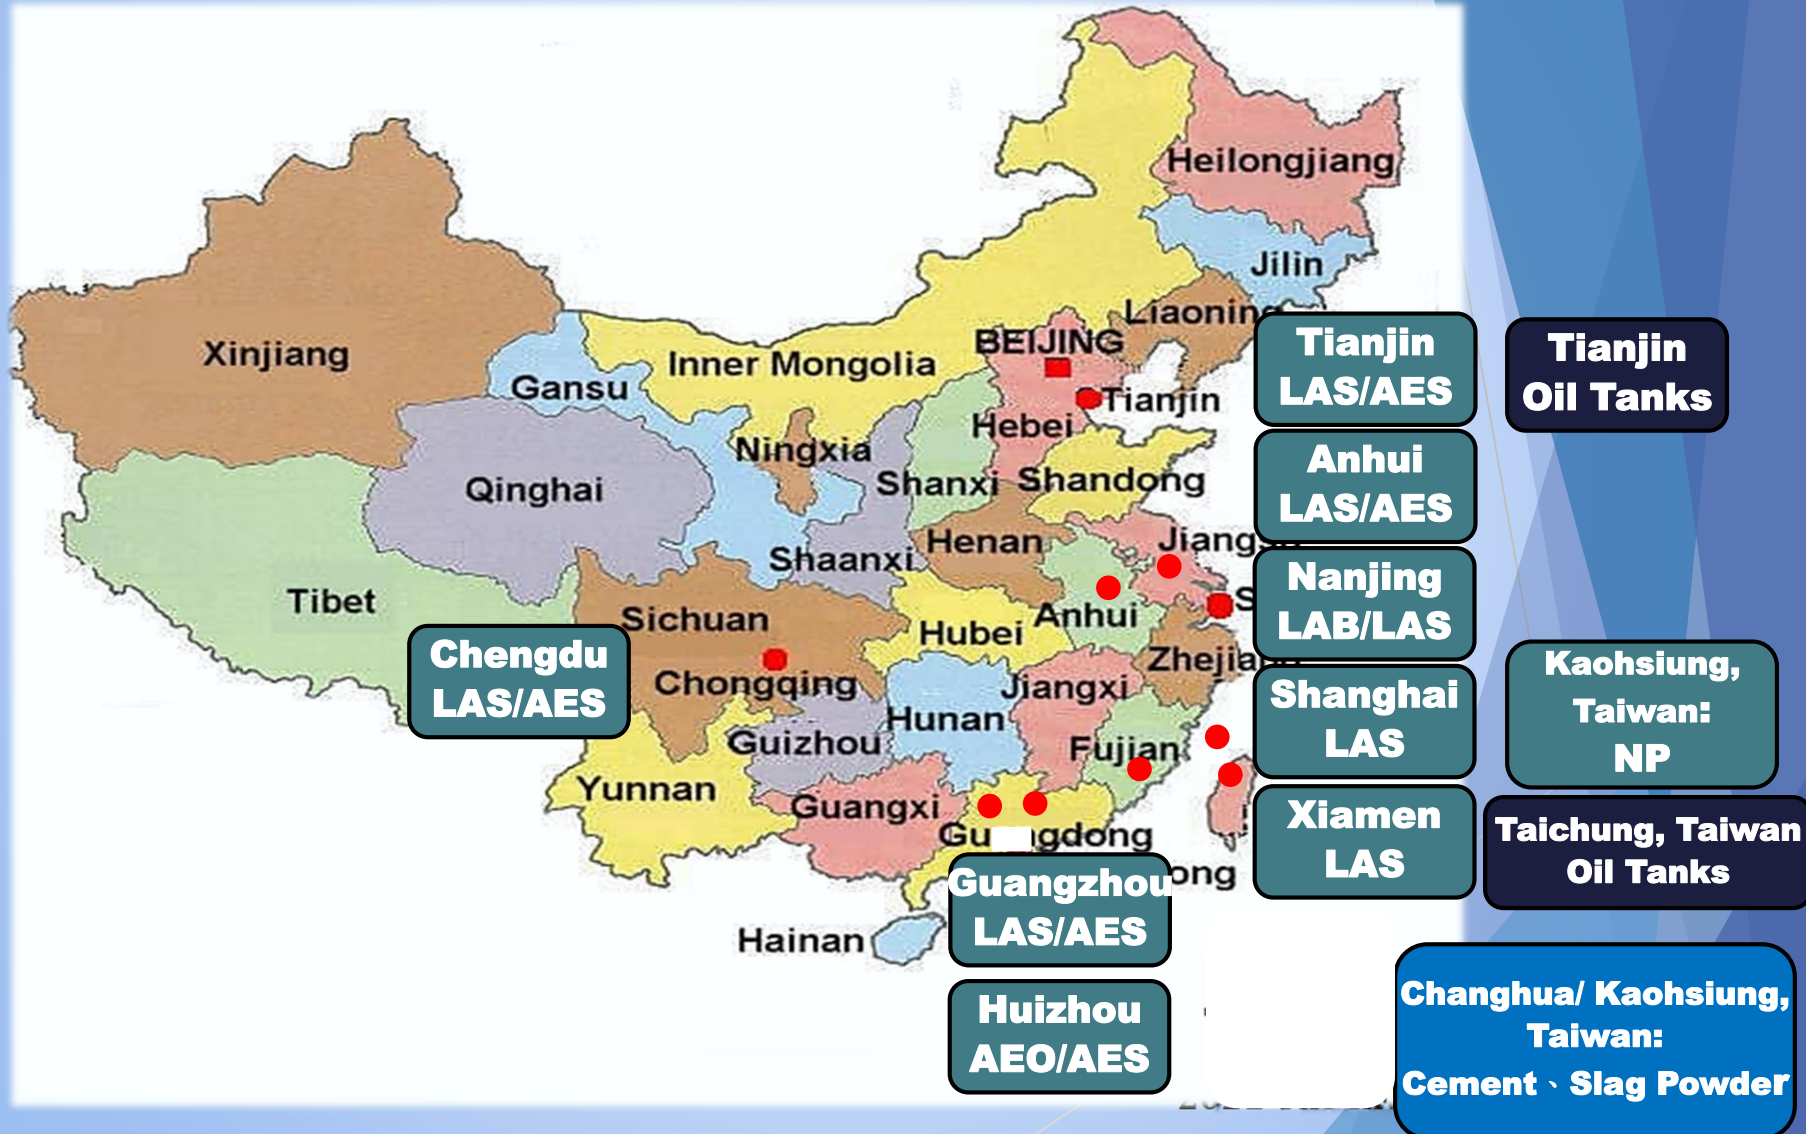 Heilongjiang
Jilin
Liaoning
BEIJING
Xinjiang
Inner Mongolia
Gansu
Tianjin
Hebei
Ningxia
Shanxi
Shandong
Qinghai
Henan
Shaanxi
Tibet
Sichuan
Hubei
Anhui
Zhejiang
Chongqing
Jiangxi
Hunan
Guizhou
Fujian
Yunnan
Guangxi
Hainan
Tianjin
LAS/AES
Tianjin
Oil Tanks
Anhui
LAS/AES
Nanjing
LAB/LAS
Chengdu
LAS/AES
Shanghai
LAS
Kaohsiung,
Taiwan:
NP
Xiamen
LAS
Taichung, Taiwan
Oil Tanks
Guangzhou
LAS/AES
Huizhou
AEO/AES
Changhua/ Kaohsiung,
Taiwan:
Cement、Slag Powder